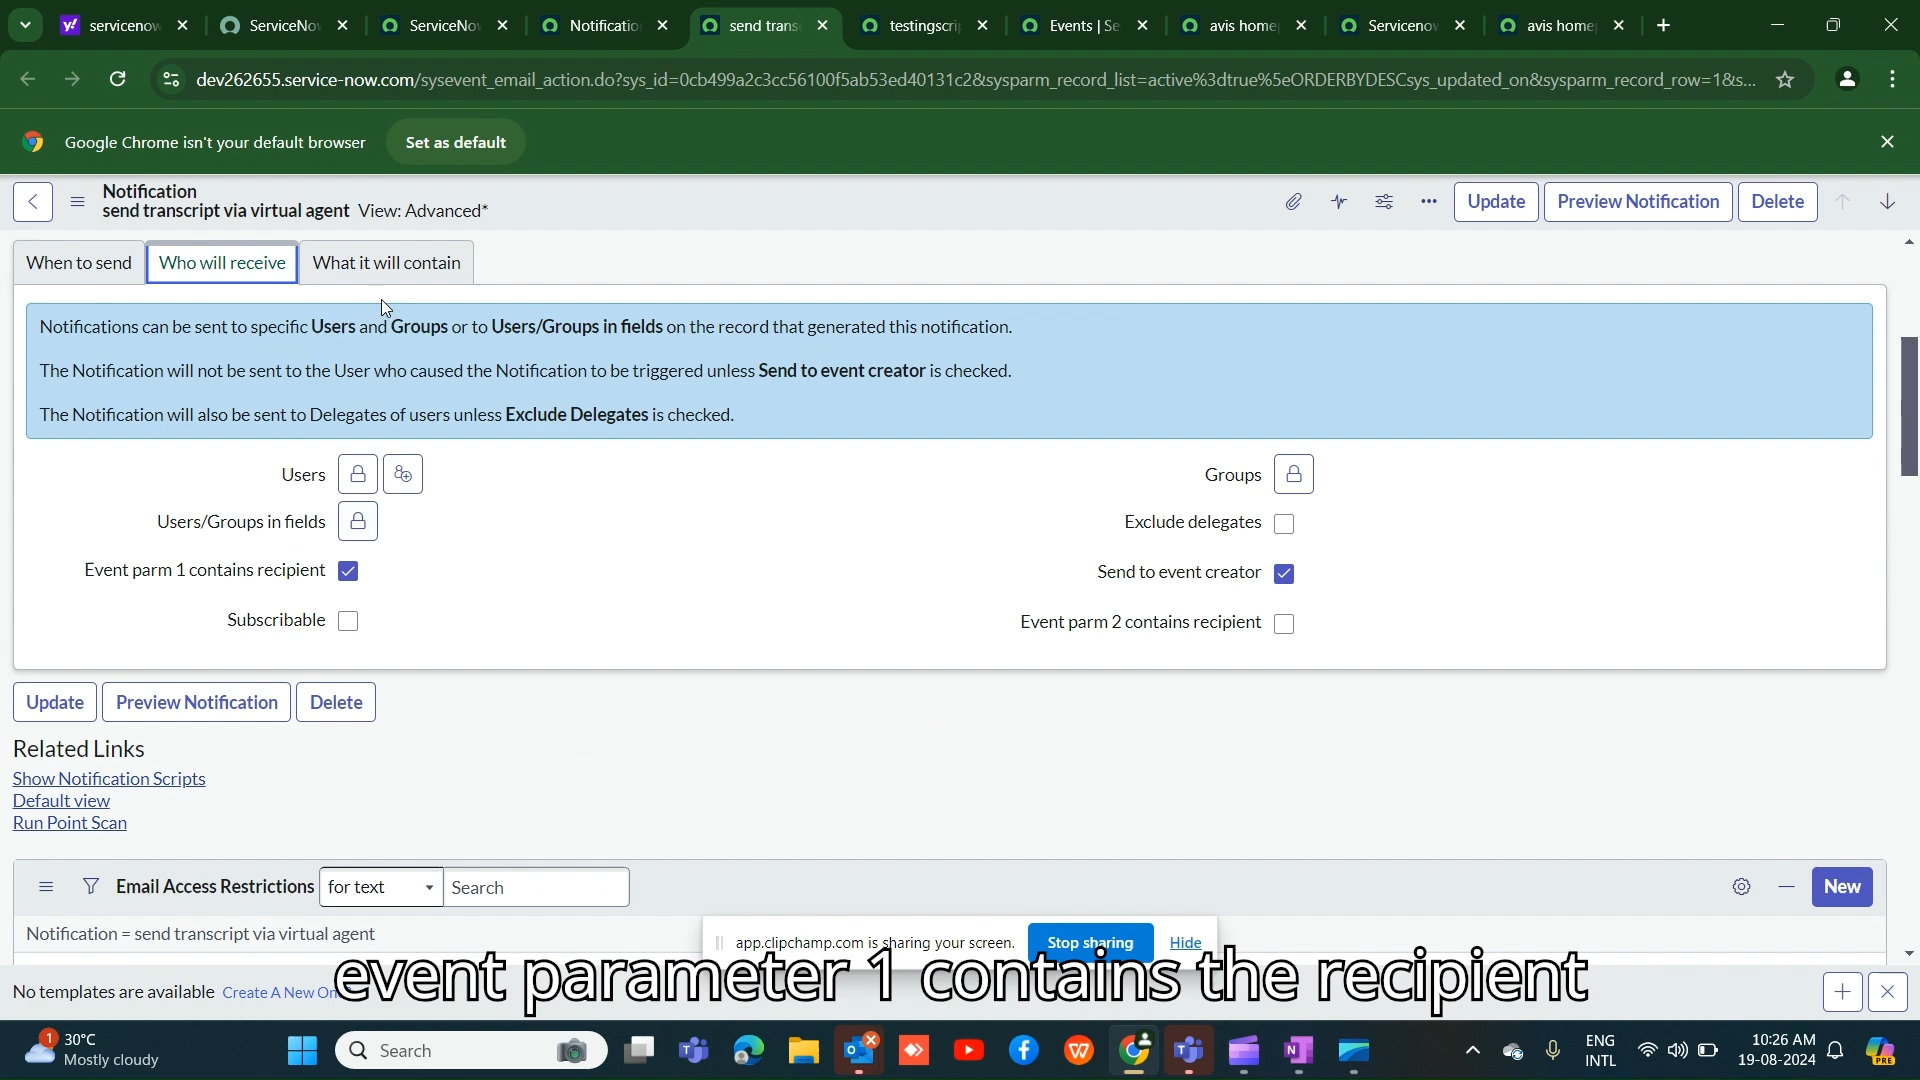 servicenow
ServiceNo
ServiceNo
Notificatio
send trans
testingscri
Events | Se
avis home
Servicenov
avis home
dev262655.service-now.com/sysevent_email_action.do?sys_id=0cb499a2c3cc56100f5ab53ed40131c2&sysparm_record_list=active%3dtrue%5eORDERBYDESCsys_updated_on&sysparm_record_row=1&s...
Google Chrome isn't your default browser
Set as default
Notification
send transcript via virtual agent View: Advanced*
Update
Preview Notification
Delete
When to send
Who will receive
What it will contain
Notifications can be sent to specific Users and Groups or to Users/Groups in fields on the record that generated this notification.
The Notification will not be sent to the User who caused the Notification to be triggered unless Send to event creator is checked.
The Notification will also be sent to Delegates of users unless Exclude Delegates is checked.
Users
Groups
Users/Groups in fields
Exclude delegates
Event parm 1 contains recipient
Send to event creator
Subscribable
Event parm 2 contains recipient
Update
Preview Notification
Delete
Related Links
Show Notification Scripts
Default view
Run Point Scan
Email Access Restrictions
for text
Search
New
Notification = send transcript via virtual agent
app.clipchamp.com is sharing your screen.
Stop sharing
Hide
event parameter 1 contains the recipient
No templates are available Create A New On
1
30°C
Mostly cloudy
Search
ENG
INTL
10:26 AM
19-08-2024
PRE